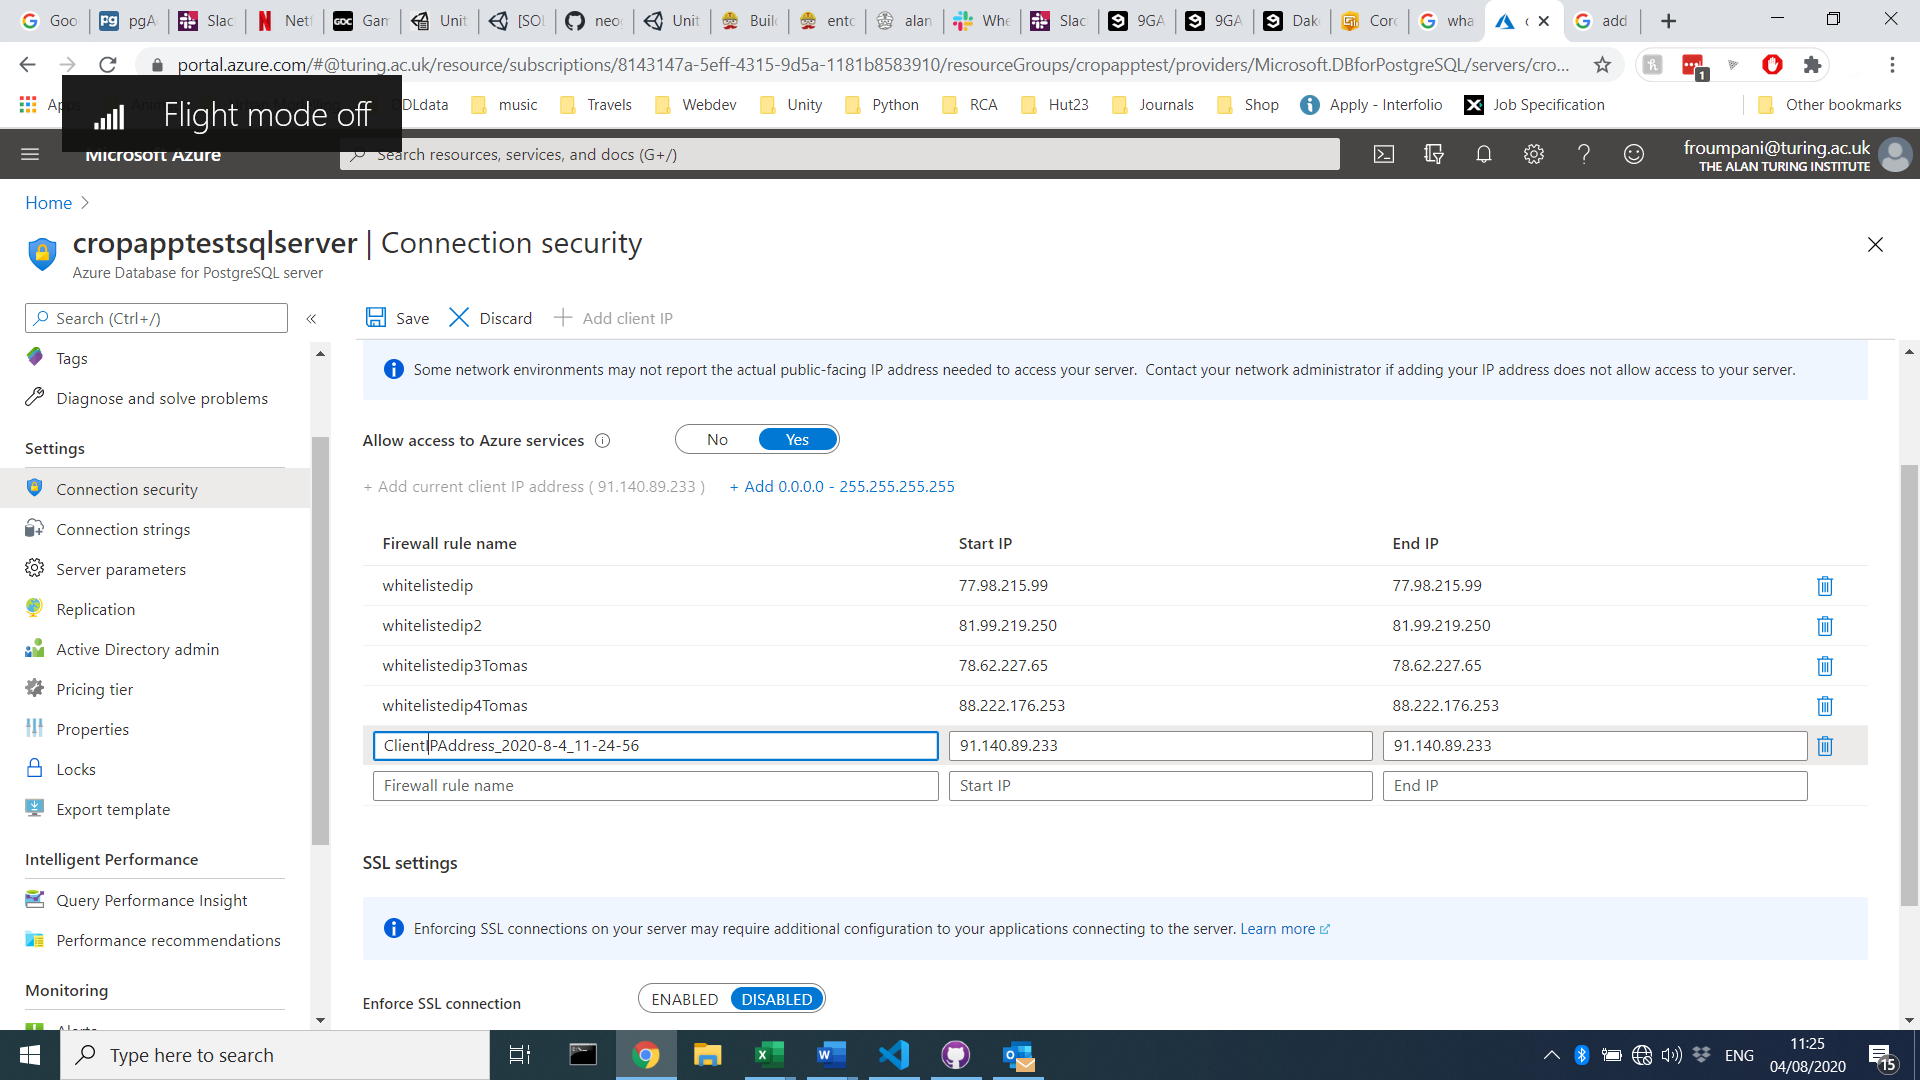 Goo
pgA
Slac
Netf
Gam
Unit
[SOL
neo
Unit
Buil
ento
alan
Whe
Slac
9GA
9GA
Dake
Core
wha
add
portal.azure.com/#@turing.ac.uk/resource/subscriptions/8143147a-5eff-4315-9d5a-1181b8583910/resourceGroups/cropapptest/providers/Microsoft.DBforPostgreSQL/servers/cro...
1
DDLdata
music
Travels
Webdev
Unity
Python
RCA
Hut23
Journals
Shop
Apply - Interfolio
Job Specification
Other bookmarks
Flight mode off
Microsoft Azure
Search resources, services, and docs (G+/)
froumpani@turing.ac.uk
THE ALAN TURING INSTITUTE
Home
cropapptestsqlserver | Connection security
Azure Database for PostgreSQL server
Search (Ctrl+/)
«
Save
Discard
Add client IP
Tags
Diagnose and solve problems
Settings
Connection security
Connection strings
Server parameters
Replication
Active Directory admin
Pricing tier
Properties
Locks
Export template
Intelligent Performance
Query Performance Insight
Performance recommendations
Monitoring
Alerts
Some network environments may not report the actual public-facing IP address needed to access your server. Contact your network administrator if adding your IP address does not allow access to your server.
Allow access to Azure services
No Yes
+ Add current client IP address ( 91.140.89.233 )
+ Add 0.0.0.0 - 255.255.255.255
Firewall rule name Start IP End IP
whitelistedip 77.98.215.99 77.98.215.99
whitelistedip2 81.99.219.250 81.99.219.250
whitelistedip3Tomas 78.62.227.65 78.62.227.65
whitelistedip4Tomas 88.222.176.253 88.222.176.253
ClientIPAddress_2020-8-4_11-24-56 91.140.89.233 91.140.89.233
Firewall rule name Start IP End IP
SSL settings
Enforcing SSL connections on your server may require additional configuration to your applications connecting to the server. Learn more
Enforce SSL connection
ENABLED DISABLED
Type here to search
ENG
11:25
04/08/2020
15